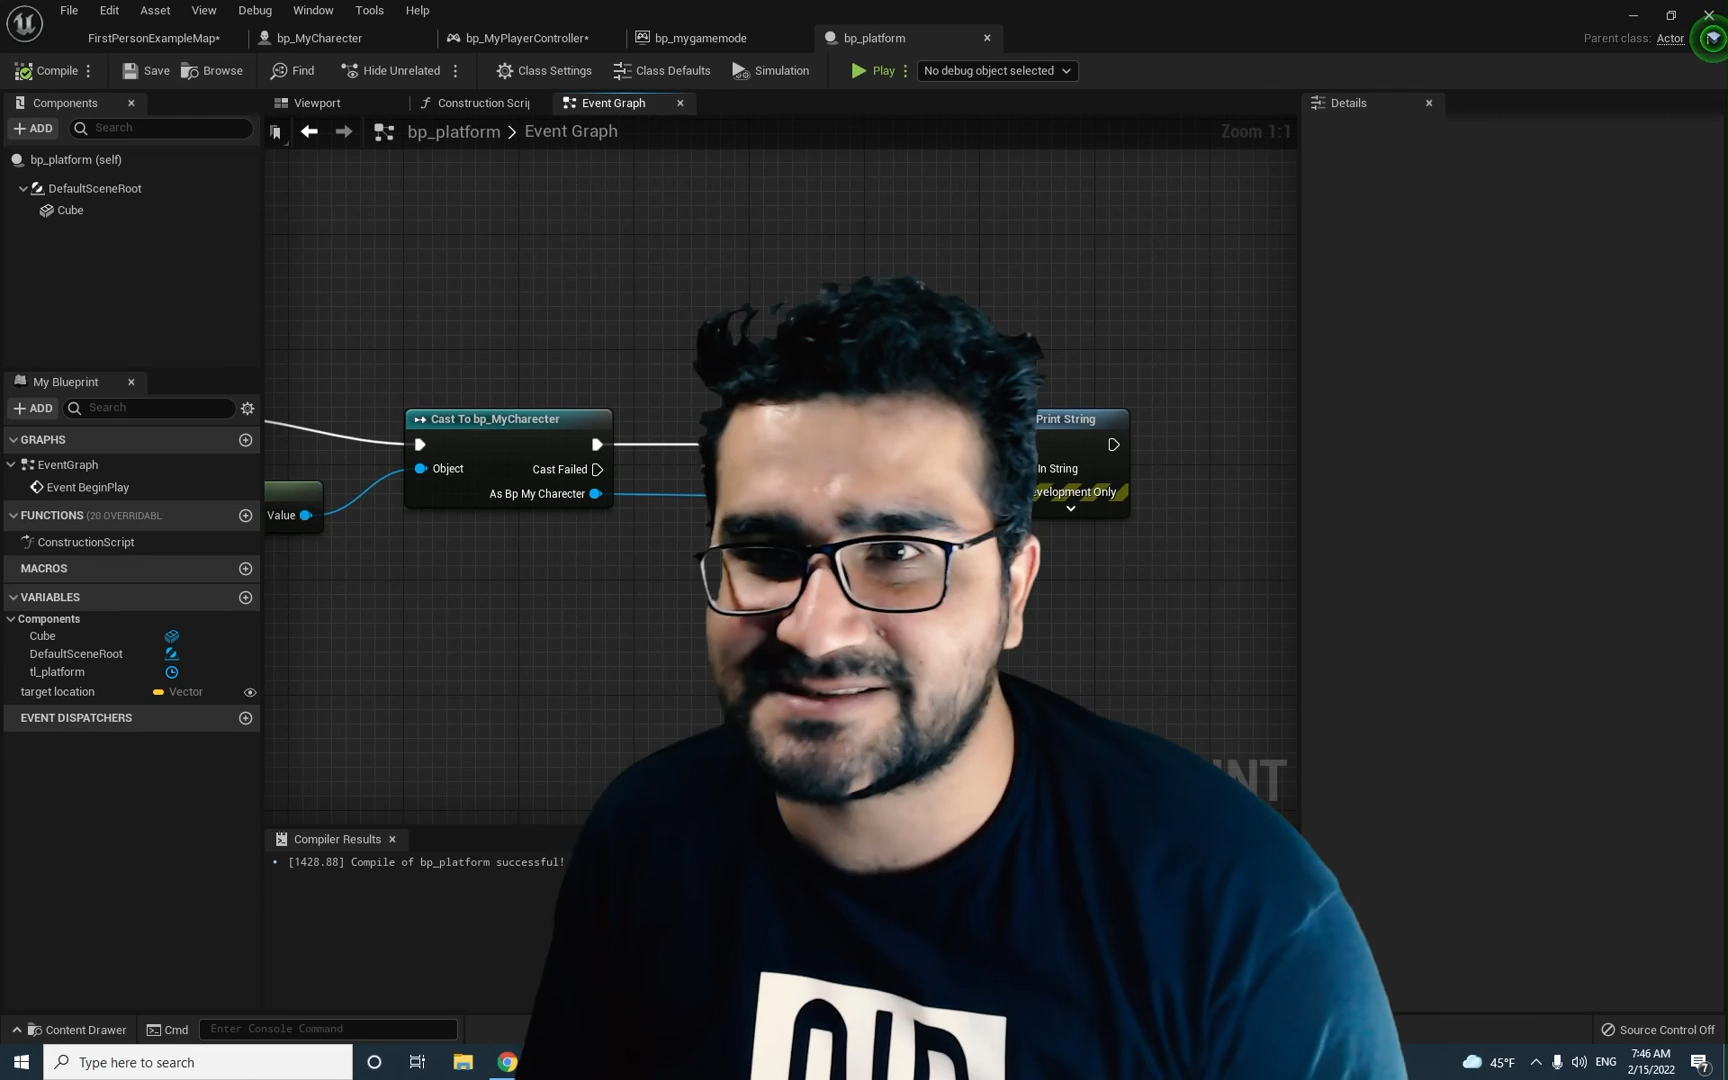 File Edit Asset View Debug Window Tools Help
FirstPersonExampleMap* bp_MyCharecter bp_MyPlayerController* bp_mygamemode bp_platform
Parent class: Actor
Compile Save Browse Find Hide Unrelated Class Settings Class Defaults Simulation Play No debug object selected
Components Viewport Construction Scrip Event Graph Details
ADD Search
bp_platform > Event Graph Zoom 1:1
bp_platform (self)
DefaultSceneRoot
Cube
My Blueprint
ADD Search
GRAPHS
EventGraph
Event BeginPlay
FUNCTIONS (20 OVERRIDABL
ConstructionScript
MACROS
VARIABLES
Components
Cube
DefaultSceneRoot
tl_platform
target location Vector
EVENT DISPATCHERS
Cast To bp_MyCharecter
Object Cast Failed
As Bp My Charecter
Value
Print String
In String
evelopment Only
INT
Compiler Results
[1428.88] Compile of bp_platform successful!
Content Drawer Cmd Enter Console Command Source Control Off
Type here to search
45°F ENG 7:46 AM
2/15/2022
7